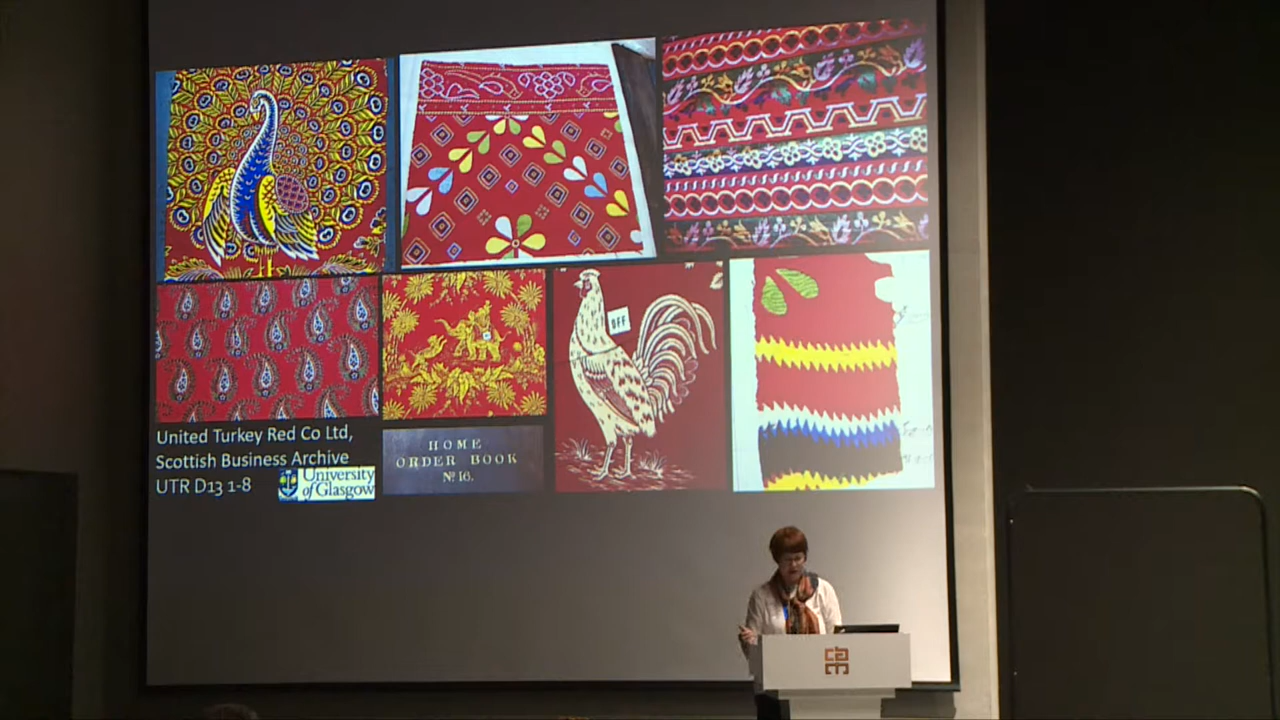 OFF
United Turkey Red Co Ltd,
Scottish Business Archive
UTR D13 1-8
University
of Glasgow
HOME
ORDER BOOK
№ 16.